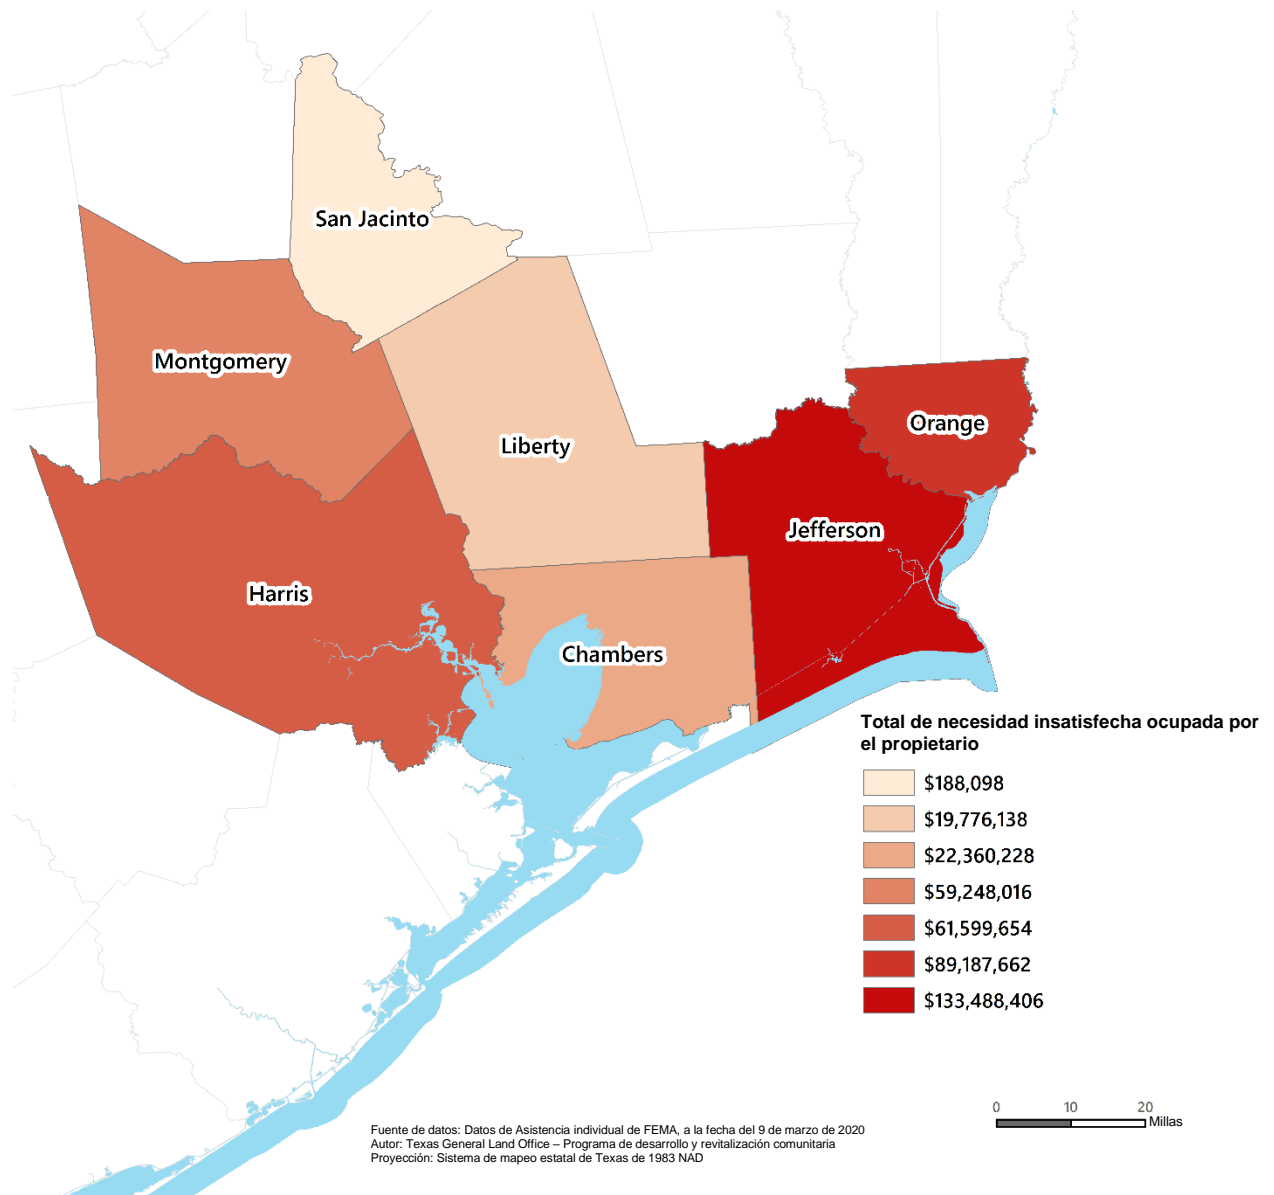 San Jacinto
Montgomery
Orange
Liberty
Jefferson
Harris
Chambers
Total de necesidad insatisfecha ocupada por
el propietario
$188,098
$19,776,138
$22,360,228
$59,248,016
$61,599,654
$89,187,662
$133,488,406
0 10 20
Millas
Fuente de datos: Datos de Asistencia individual de FEMA, a la fecha del 9 de marzo de 2020
Autor: Texas General Land Office – Programa de desarrollo y revitalización comunitaria
Proyección: Sistema de mapeo estatal de Texas de 1983 NAD